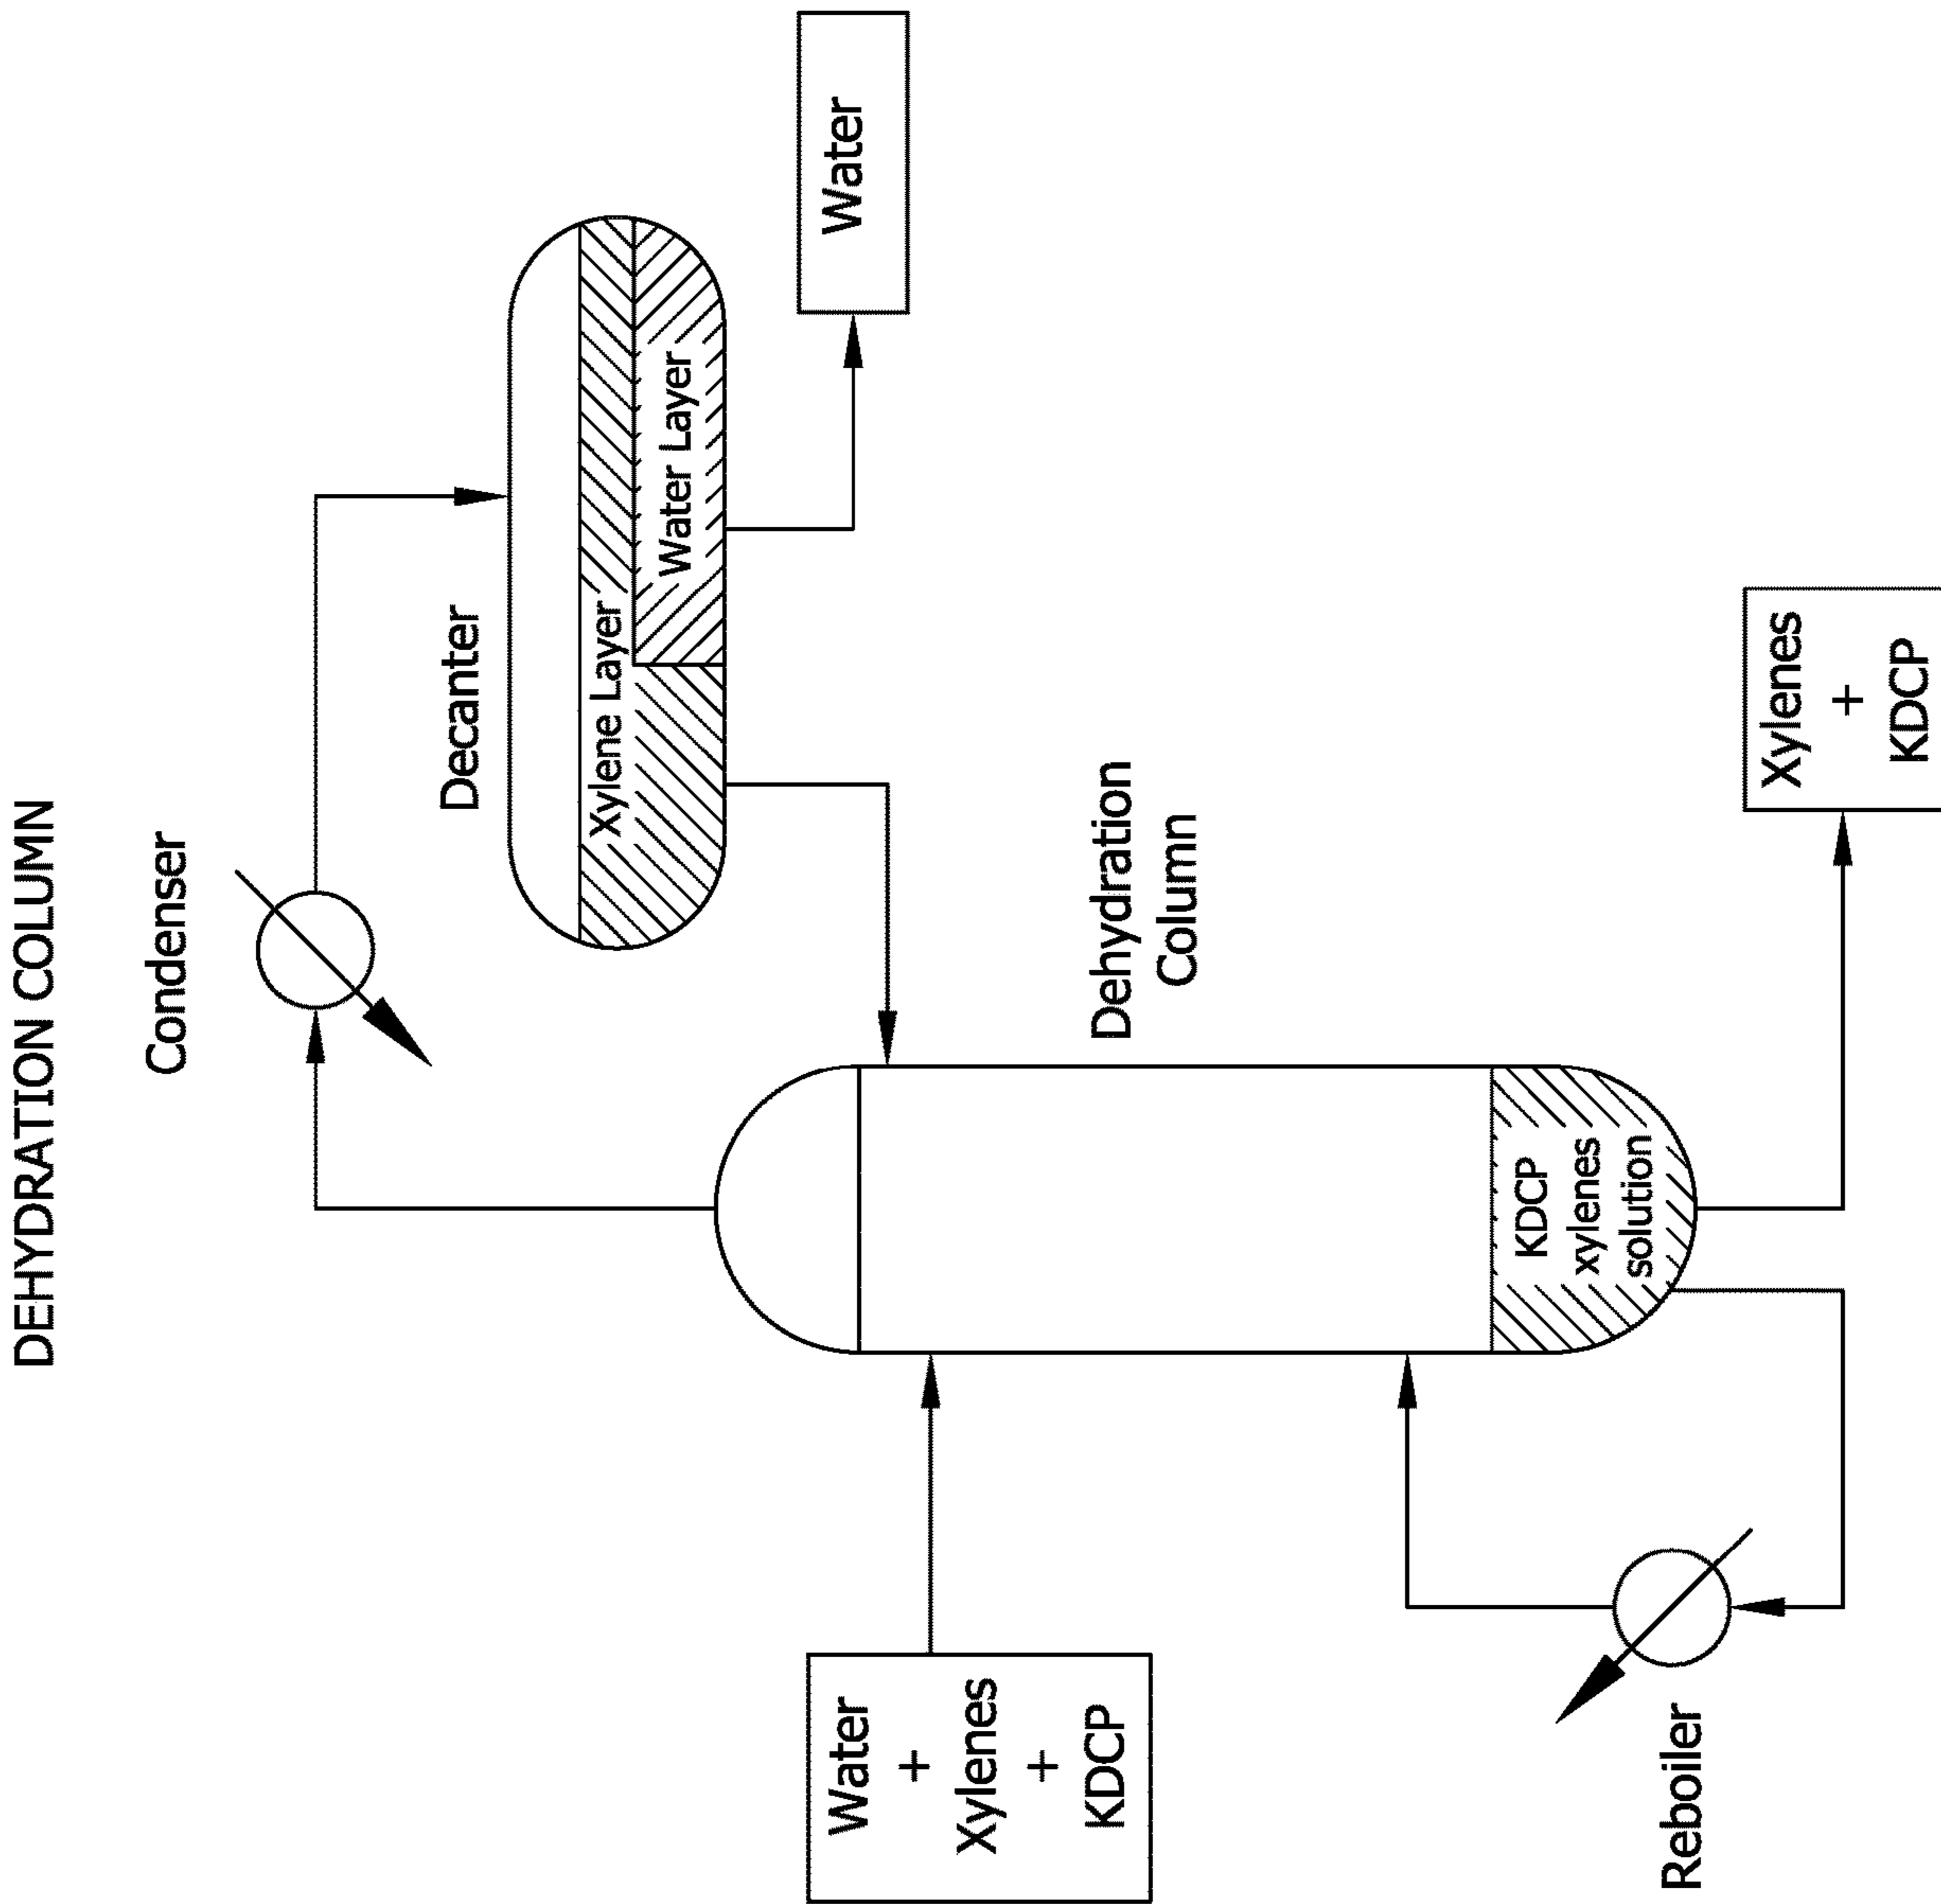 DEHYDRATION COLUMN
Condenser
Decanter
Xylene Layer
Water Layer
Water
Dehydration
Column
Water
+
Xylenes
+
KDCP
KDCP
xylenes
solution
Reboiler
Xylenes
+
KDCP